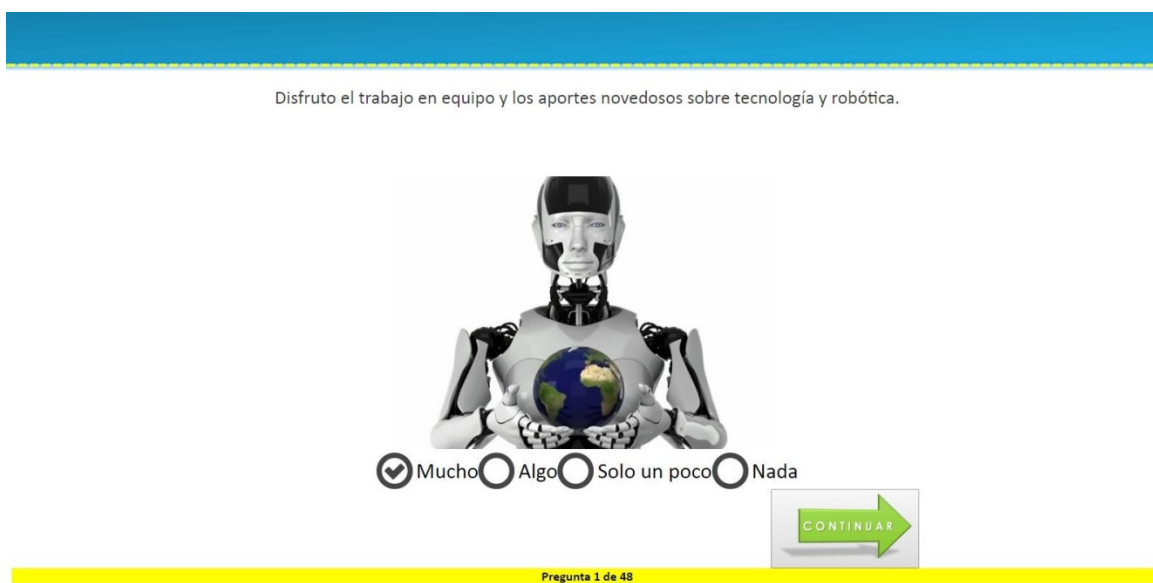 Disfruto el trabajo en equipo y los aportes novedosos sobre tecnología y robótica.
Mucho Algo Solo un poco Nada
CONTINUAR
Pregunta 1 de 48